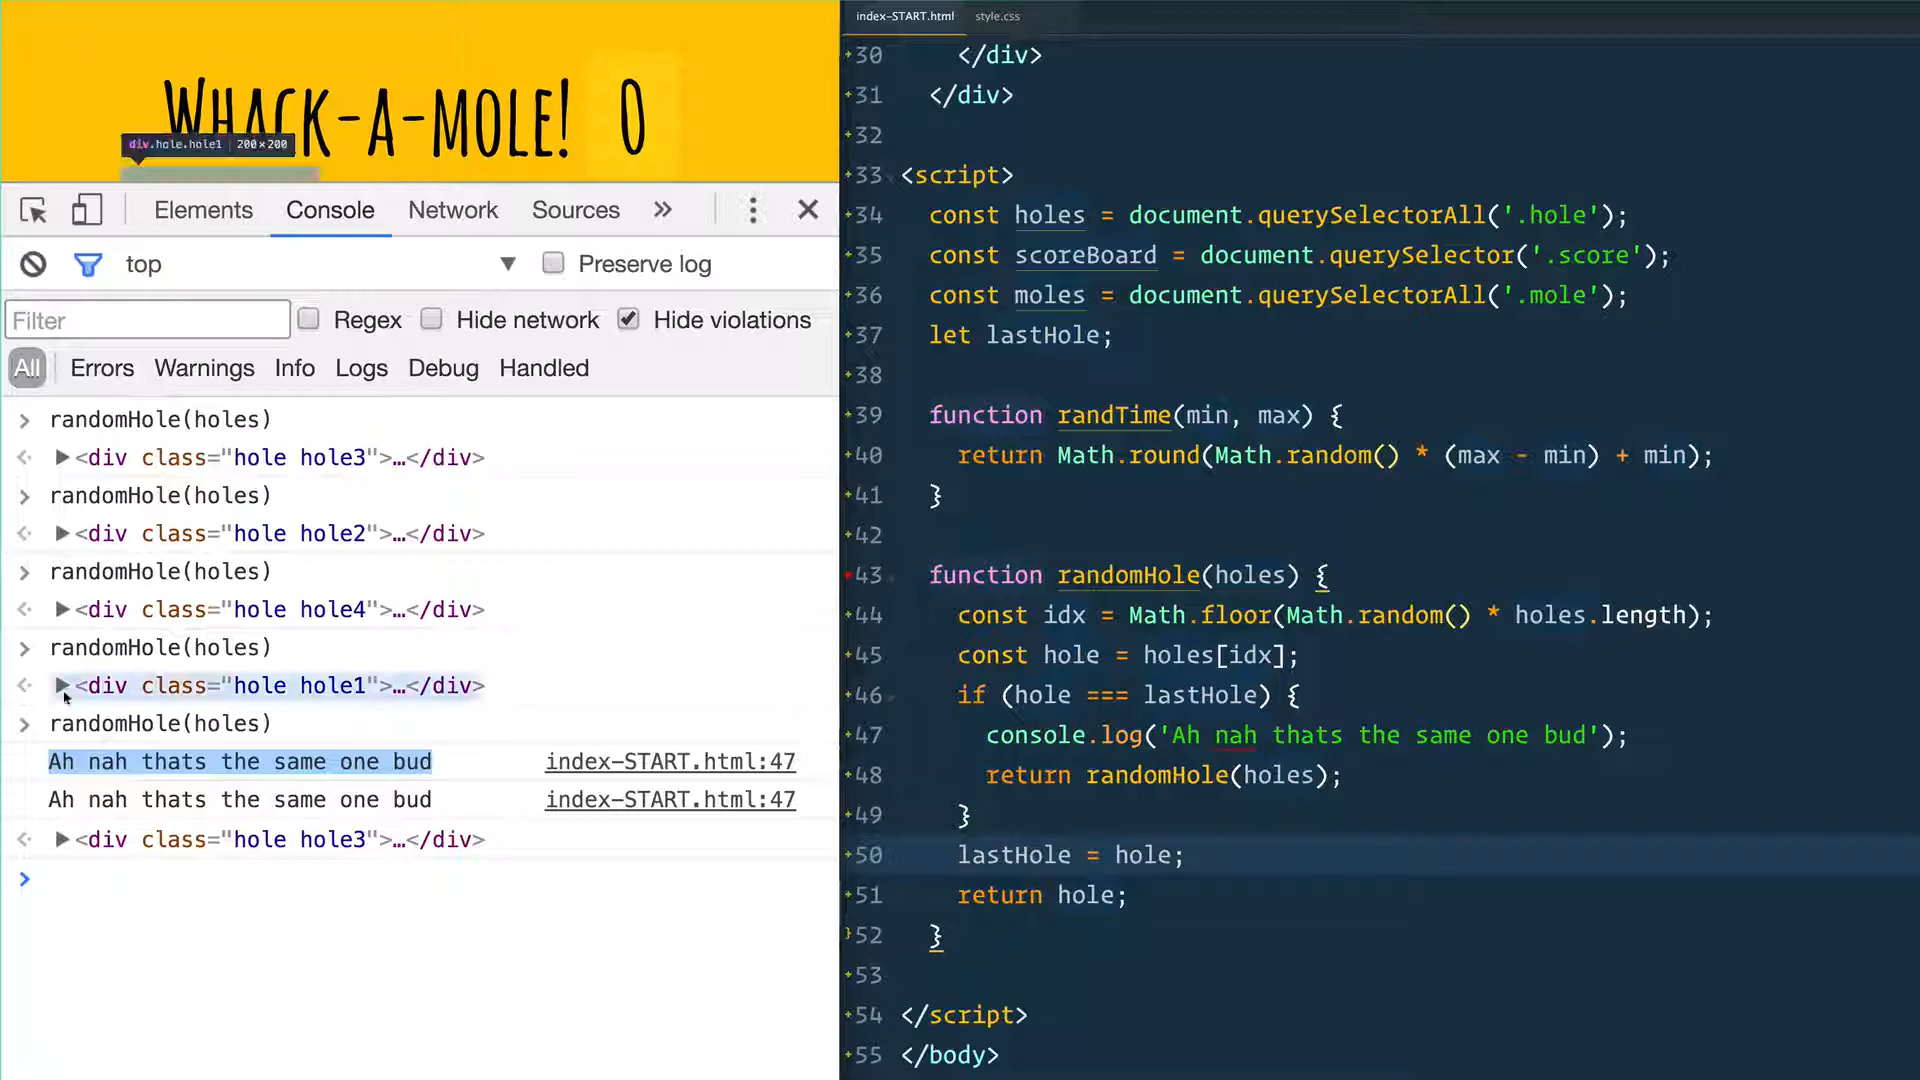 WHACK-A-MOLE! 0
div.hole.hole1 | 200×200
Elements Console Network Sources »
top ▼ Preserve log
Filter Regex Hide network Hide violations
All Errors Warnings Info Logs Debug Handled
> randomHole(holes)
<div class="hole hole3">…</div>
> randomHole(holes)
<div class="hole hole2">…</div>
> randomHole(holes)
<div class="hole hole4">…</div>
> randomHole(holes)
<div class="hole hole1">…</div>
> randomHole(holes)
Ah nah thats the same one bud index-START.html:47
Ah nah thats the same one bud index-START.html:47
<div class="hole hole3">…</div>
>
index-START.html style.css
30 </div>
31 </div>
32
33 <script>
34 const holes = document.querySelectorAll('.hole');
35 const scoreBoard = document.querySelector('.score');
36 const moles = document.querySelectorAll('.mole');
37 let lastHole;
38
39 function randTime(min, max) {
40 return Math.round(Math.random() * (max - min) + min);
41 }
42
43 function randomHole(holes) {
44 const idx = Math.floor(Math.random() * holes.length);
45 const hole = holes[idx];
46 if (hole === lastHole) {
47 console.log('Ah nah thats the same one bud');
48 return randomHole(holes);
49 }
50 lastHole = hole;
51 return hole;
52 }
53
54 </script>
55 </body>